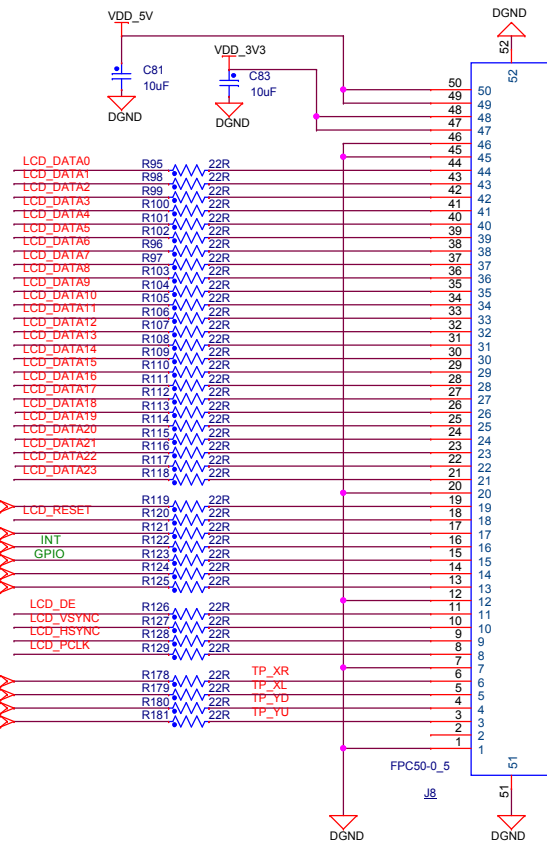 VDD_5V
DGND
52
52
VDD_3V3
C81
10uF
C83
10uF
DGND
DGND
50 50
49 49
48 48
47 47
46 46
45 45
LCD_DATA0 R95 22R 44 44
LCD_DATA1 R98 22R 43 43
LCD_DATA2 R99 22R 42 42
LCD_DATA3 R100 22R 41 41
LCD_DATA4 R101 22R 40 40
LCD_DATA5 R102 22R 39 39
LCD_DATA6 R96 22R 38 38
LCD_DATA7 R97 22R 37 37
LCD_DATA8 R103 22R 36 36
LCD_DATA9 R104 22R 35 35
LCD_DATA10 R105 22R 34 34
LCD_DATA11 R106 22R 33 33
LCD_DATA12 R107 22R 32 32
LCD_DATA13 R108 22R 31 31
LCD_DATA14 R109 22R 30 30
LCD_DATA15 R110 22R 29 29
LCD_DATA16 R111 22R 28 28
LCD_DATA17 R112 22R 27 27
LCD_DATA18 R113 22R 26 26
LCD_DATA19 R114 22R 25 25
LCD_DATA20 R115 22R 24 24
LCD_DATA21 R116 22R 23 23
LCD_DATA22 R117 22R 22 22
LCD_DATA23 R118 22R 21 21
20 20
R119 22R 19 19
LCD_RESET R120 22R 18 18
R121 22R 17 17
INT R122 22R 16 16
GPIO R123 22R 15 15
R124 22R 14 14
R125 22R 13 13
12 12
LCD_DE R126 22R 11 11
LCD_VSYNC R127 22R 10 10
LCD_HSYNC R128 22R 9 9
LCD_PCLK R129 22R 8 8
7 7
R178 22R TP_XR 6 6
R179 22R TP_XL 5 5
R180 22R TP_YD 4 4
R181 22R TP_YU 3 3
2 2
1 1
FPC50-0_5
51
51
J8
DGND
DGND